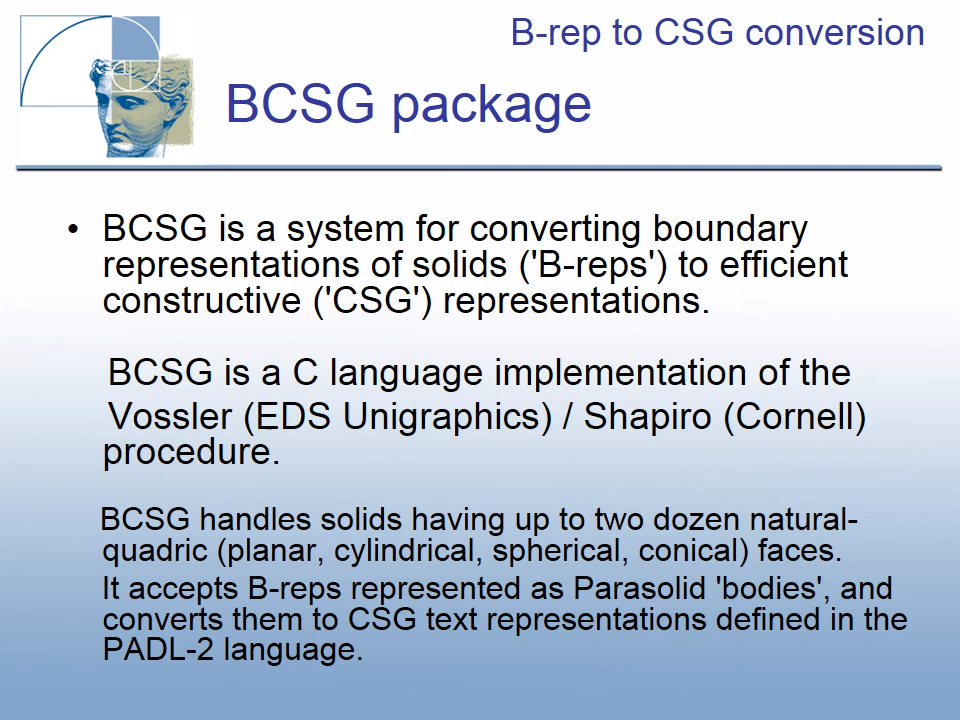 B-rep to CSG conversion
BCSG package
• BCSG is a system for converting boundary
representations of solids ('B-reps') to efficient
constructive ('CSG') representations.
BCSG is a C language implementation of the
Vossler (EDS Unigraphics) / Shapiro (Cornell)
procedure.
BCSG handles solids having up to two dozen natural-
quadric (planar, cylindrical, spherical, conical) faces.
It accepts B-reps represented as Parasolid 'bodies', and
converts them to CSG text representations defined in the
PADL-2 language.